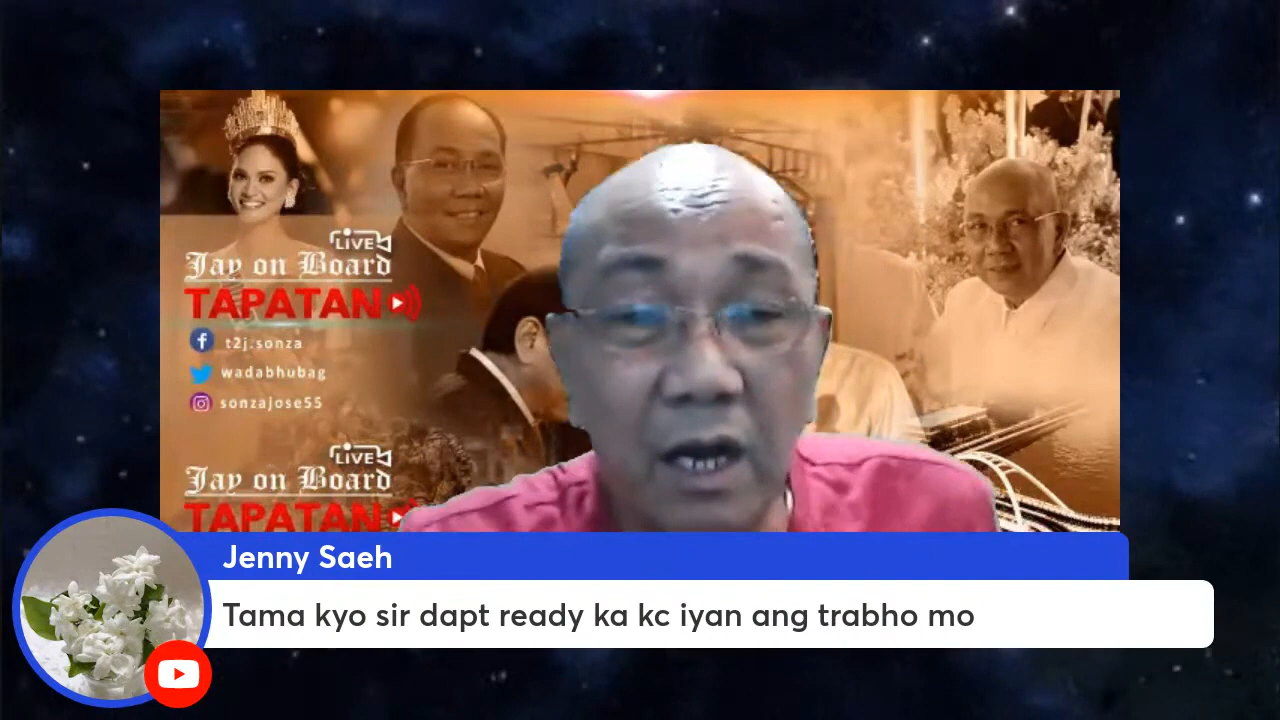 LIVE
Jay on Board
TAPATAN
t2j.sonza
wadabhubag
sonzajose55
LIVE
Jay on Board
TAPATAN
Jenny Saeh
Tama kyo sir dapt ready ka kc iyan ang trabho mo